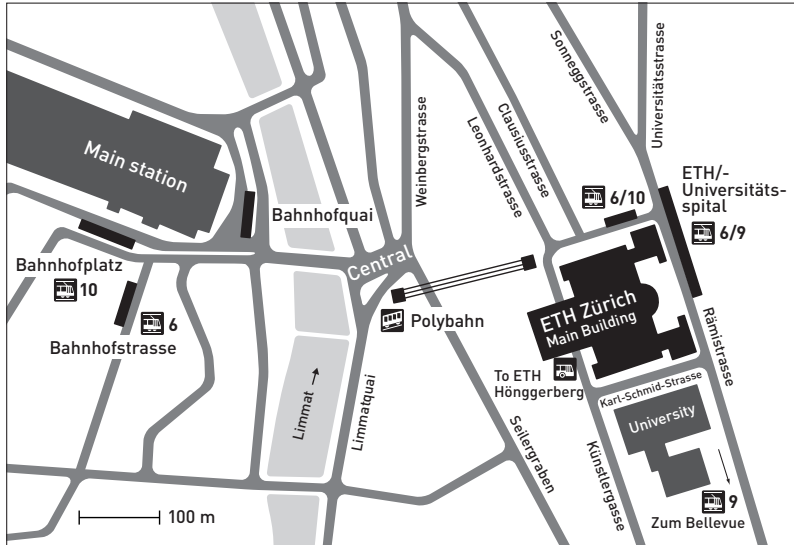 Sonneggstrasse
Universitätsstrasse
Weinbergstrasse
Leonhardstrasse
Clausiusstrasse
Main station
ETH/-
Universitäts-
spital
6/10
6/9
Bahnhofquai
Central
Bahnhofplatz
10
6
Bahnhofstrasse
Polybahn
ETH Zürich
Main Building
Rämistrasse
To ETH
Hönggerberg
Karl-Schmid-Strasse
Limmat →
Limmatquai
University
Seilergraben
Künstlergasse
9
Zum Bellevue
100 m